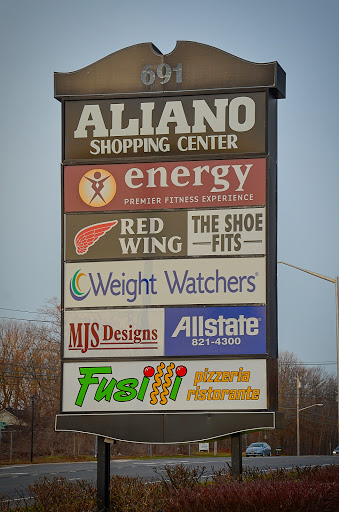 691
ALIANO
SHOPPING CENTER
energy
PREMIER FITNESS EXPERIENCE
RED
WING
THE SHOE
FITS
Weight Watchers®
MJS Designs
Allstate®
821-4300
Fusilli
pizzeria
ristorante